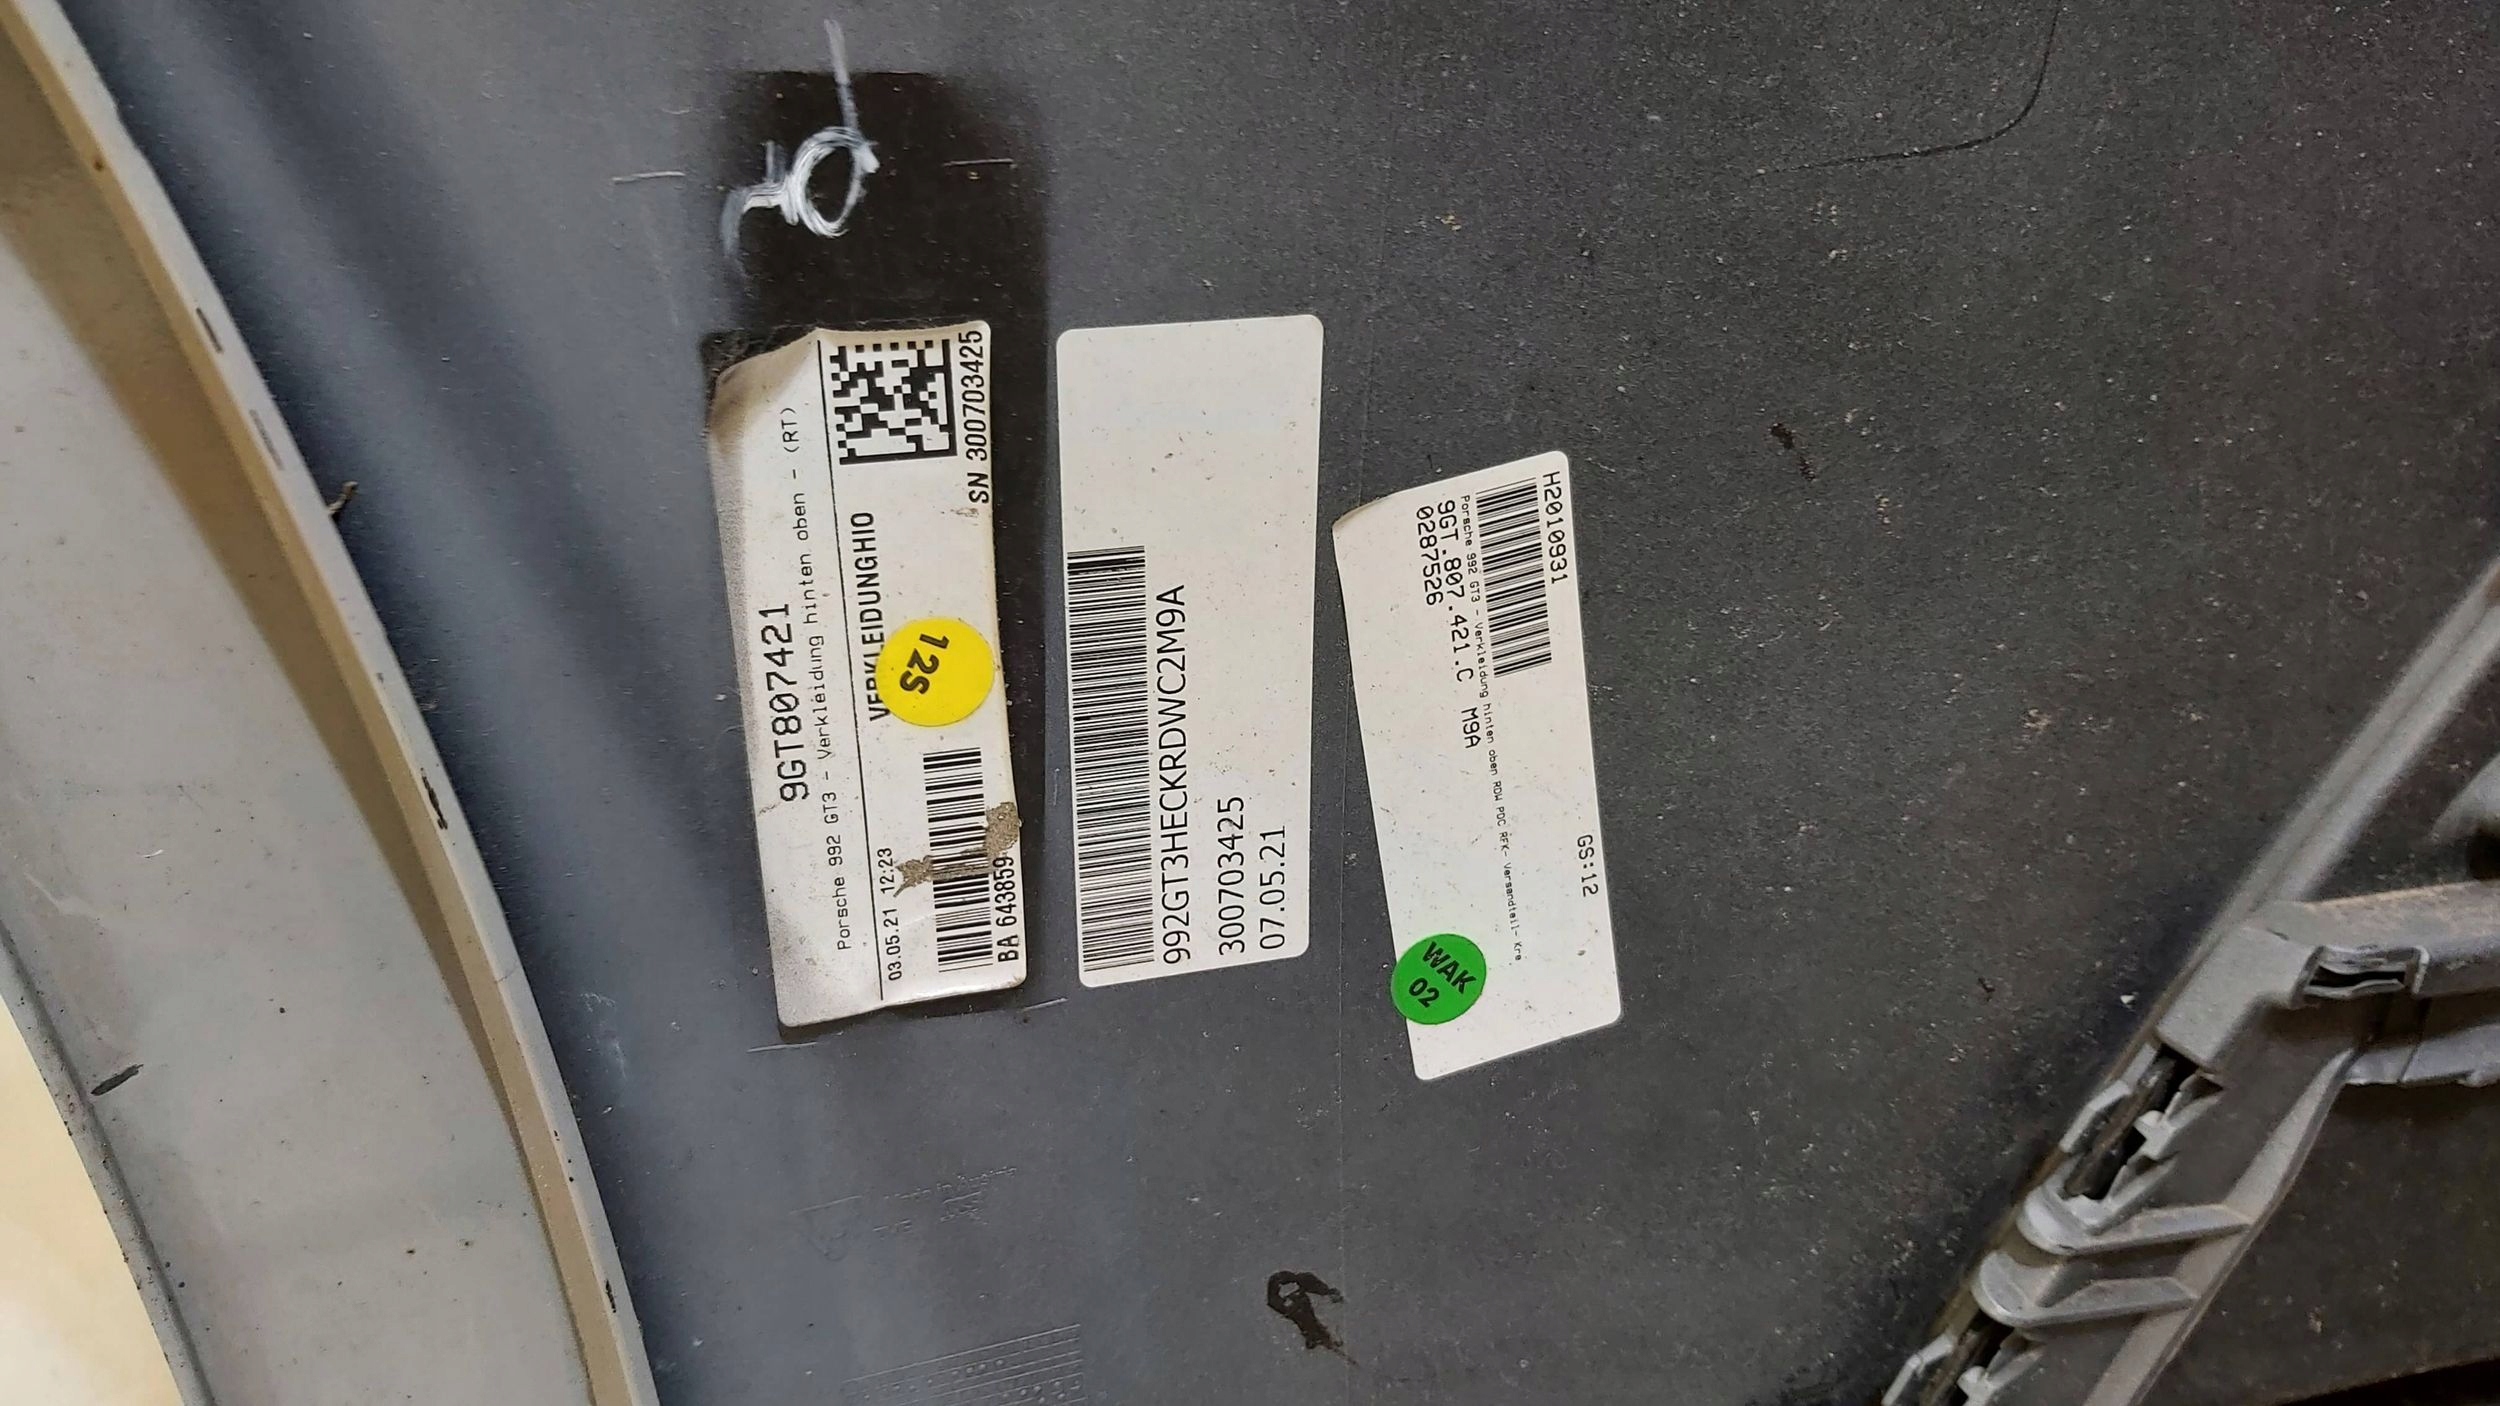 9GT807421
Porsche 992 GT3 - Verkleidung hinten oben - (RT)
VERKLEIDUNGHIO
03.05.21 12:23
SN 300703425
BA 643859
12S
992GT3HECKRDWC2M9A
300703425
07.05.21
H2010931
GS:12
Porsche 992 GT3 - Verkleidung hinten oben RDW PDC RFK- Versandteil- Kre
9GT.807.421.C M9A
0287526
WAK
02